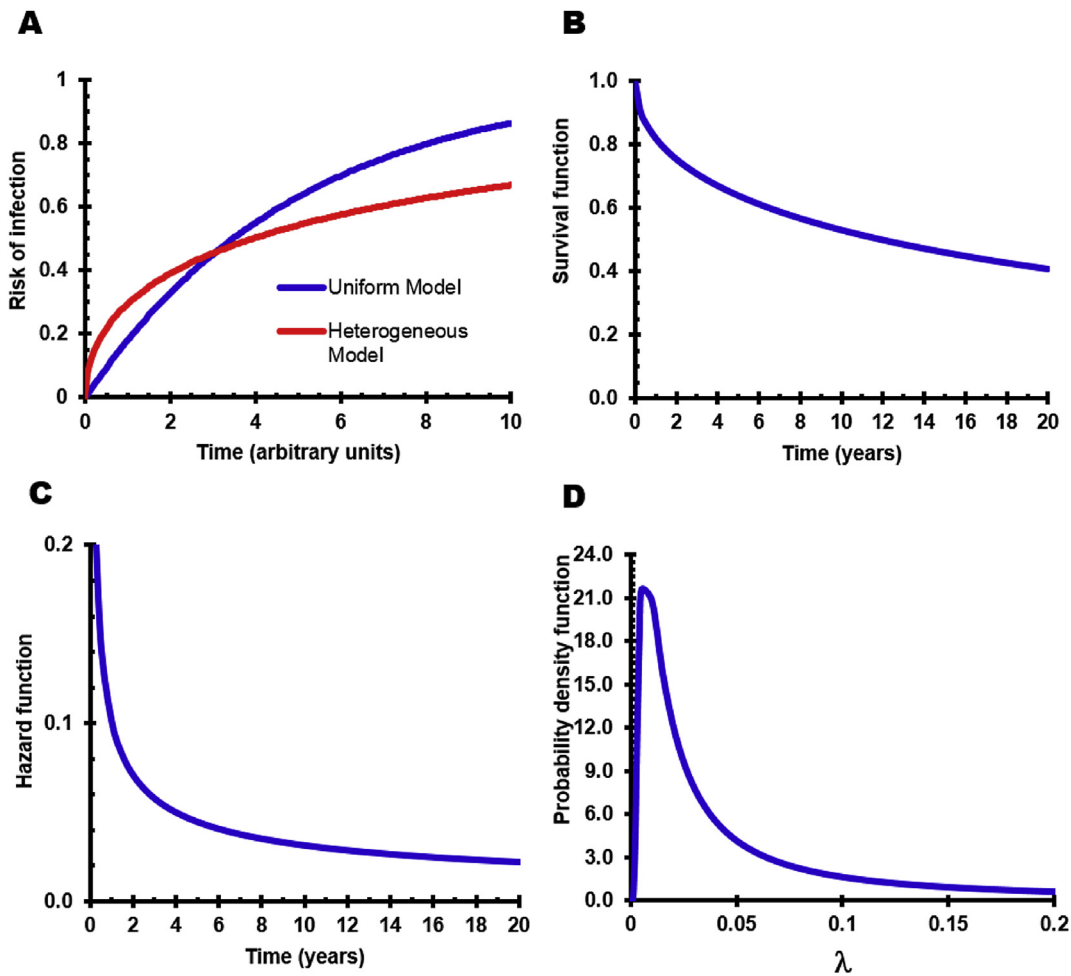 A
Risk of infection
1
0.8
0.6
0.4
0.2
0
0 2 4 6 8 10
Time (arbitrary units)
Uniform Model
Heterogeneous
Model
B
Survival function
1.0
0.8
0.6
0.4
0.2
0.0
0 2 4 6 8 10 12 14 16 18 20
Time (years)
C
Hazard function
0.2
0.1
0.0
0 2 4 6 8 10 12 14 16 18 20
Time (years)
D
Probability density function
24.0
21.0
18.0
15.0
12.0
9.0
6.0
3.0
0.0
0 0.05 0.1 0.15 0.2
λ